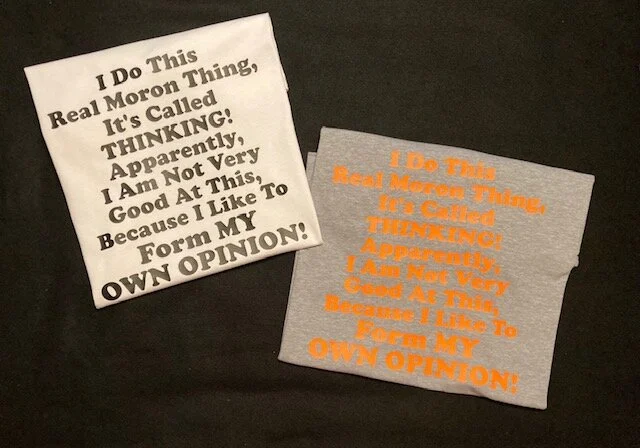 I Do This
Real Moron Thing,
It's Called
THINKING!
Apparently,
I Am Not Very
Good At This,
Because I Like To
Form MY
OWN OPINION!
I Do This
Real Moron Thing,
It's Called
THINKING!
Apparently,
I Am Not Very
Good At This,
Because I Like To
Form MY
OWN OPINION!